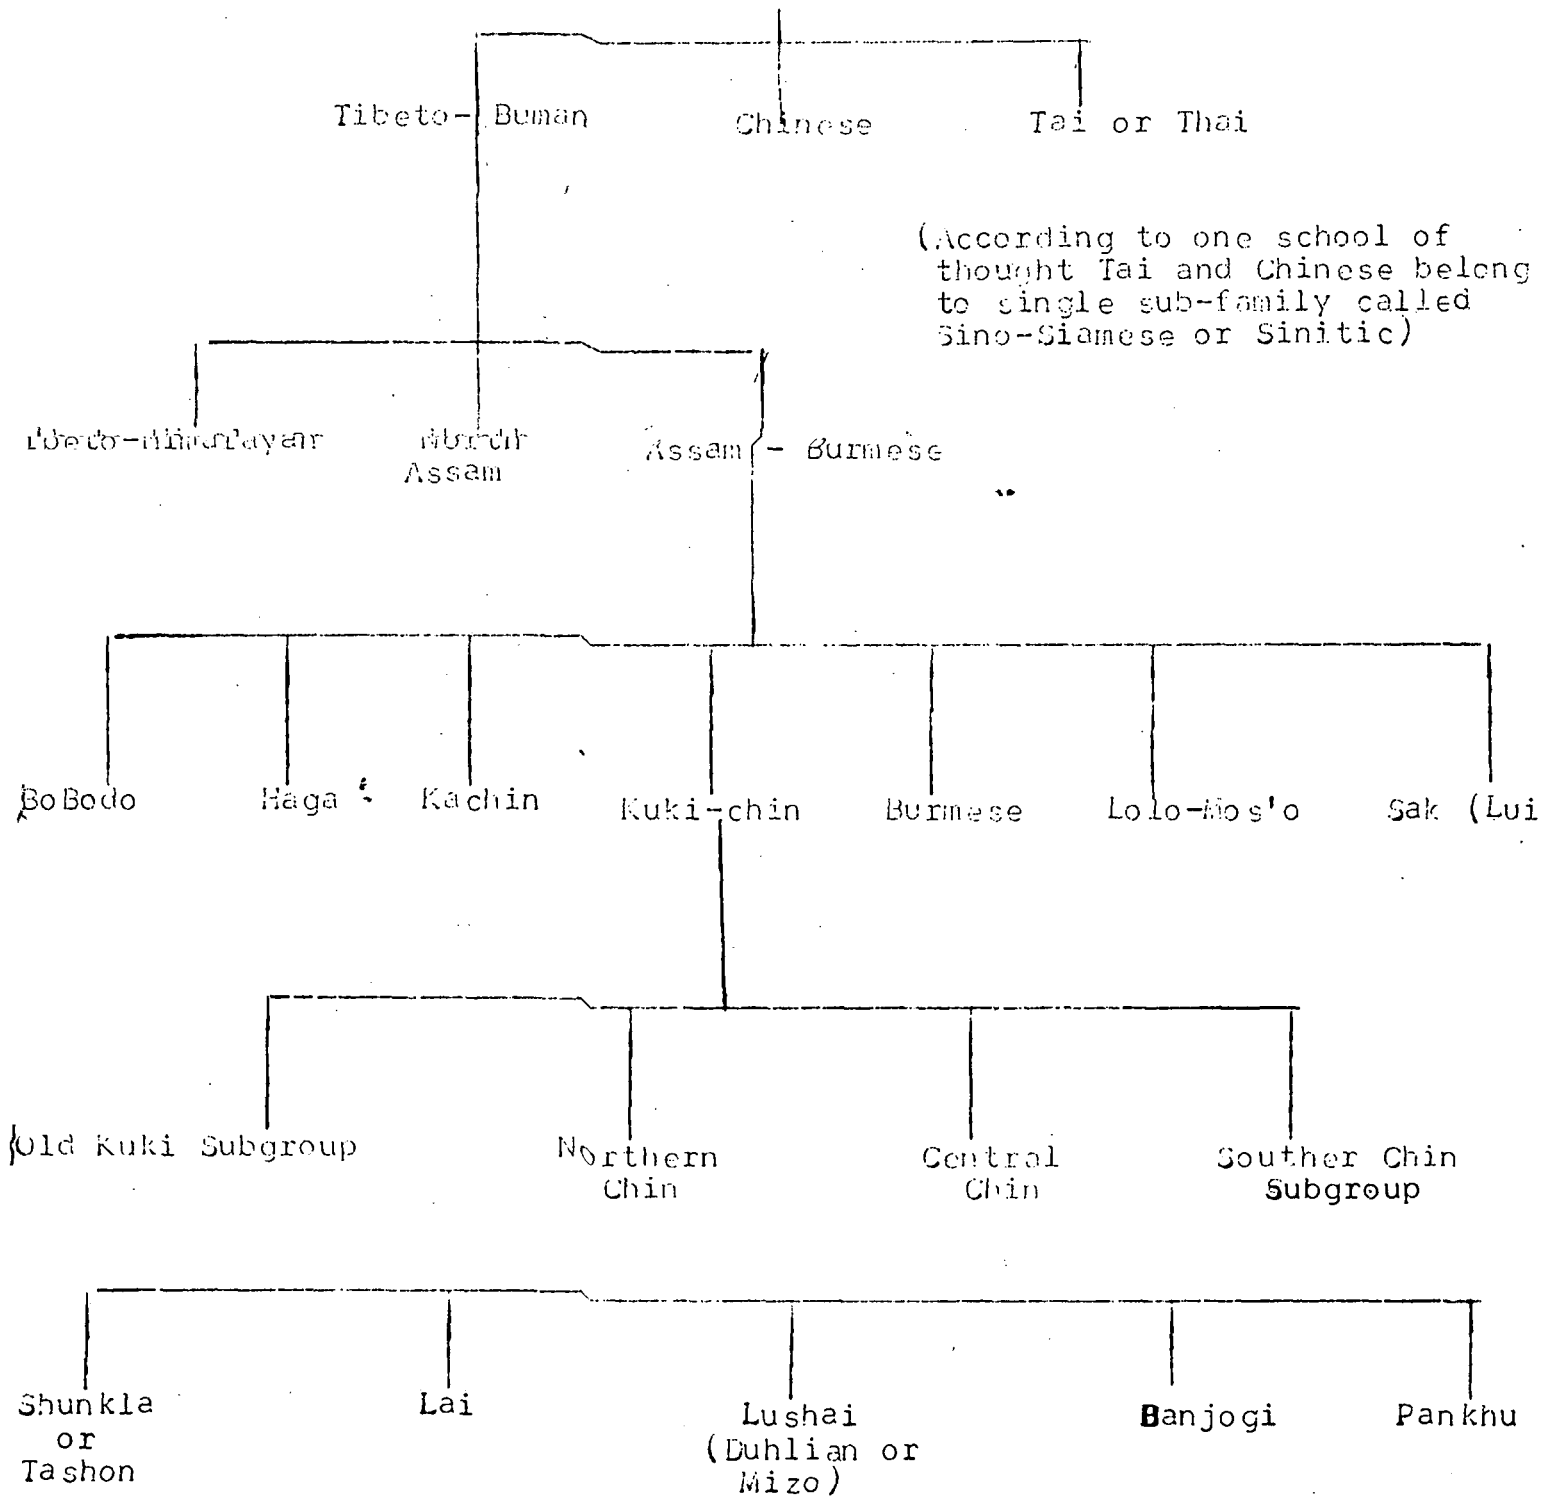 Tibeto- Buman Chinese Tai or Thai
(According to one school of
thought Tai and Chinese belong
to single sub-family called
Sino-Siamese or Sinitic)
North Assam - Burmese
Assam
BoBodo Haga Kachin Kuki-chin Burmese Lolo-Mos'o Sak (Lui
Old Kuki Subgroup Northern Central Souther Chin
Chin Chin Subgroup
Shunkla Lai Lushai Banjogi Pankhu
or (Duhlian or
Tashon Mizo)